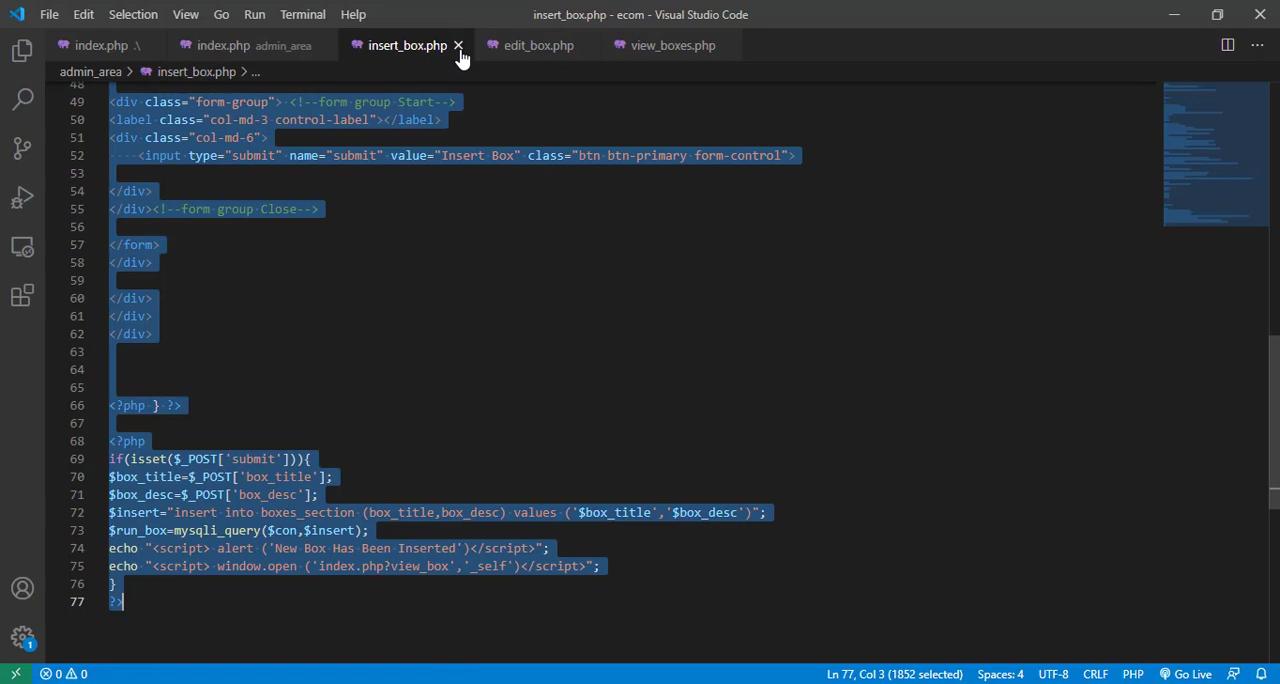 File Edit Selection View Go Run Terminal Help insert_box.php - ecom - Visual Studio Code
index.php .\ index.php admin_area insert_box.php edit_box.php view_boxes.php
admin_area > insert_box.php > ...
48
49 <div class="form-group"> <!--form group Start-->
50 <label class="col-md-3 control-label"></label>
51 <div class="col-md-6">
52 <input type="submit" name="submit" value="Insert Box" class="btn btn-primary form-control">
53
54 </div>
55 </div><!--form group Close-->
56
57 </form>
58 </div>
59
60 </div>
61 </div>
62 </div>
63
64
65
66 <?php } ?>
67
68 <?php
69 if(isset($_POST['submit'])){
70 $box_title=$_POST['box_title'];
71 $box_desc=$_POST['box_desc'];
72 $insert="insert into boxes_section (box_title,box_desc) values ('$box_title','$box_desc')";
73 $run_box=mysqli_query($con,$insert);
74 echo "<script> alert ('New Box Has Been Inserted')</script>";
75 echo "<script> window.open ('index.php?view_box','_self')</script>";
76 }
77 ?>
1
0 0 Ln 77, Col 3 (1852 selected) Spaces: 4 UTF-8 CRLF PHP Go Live